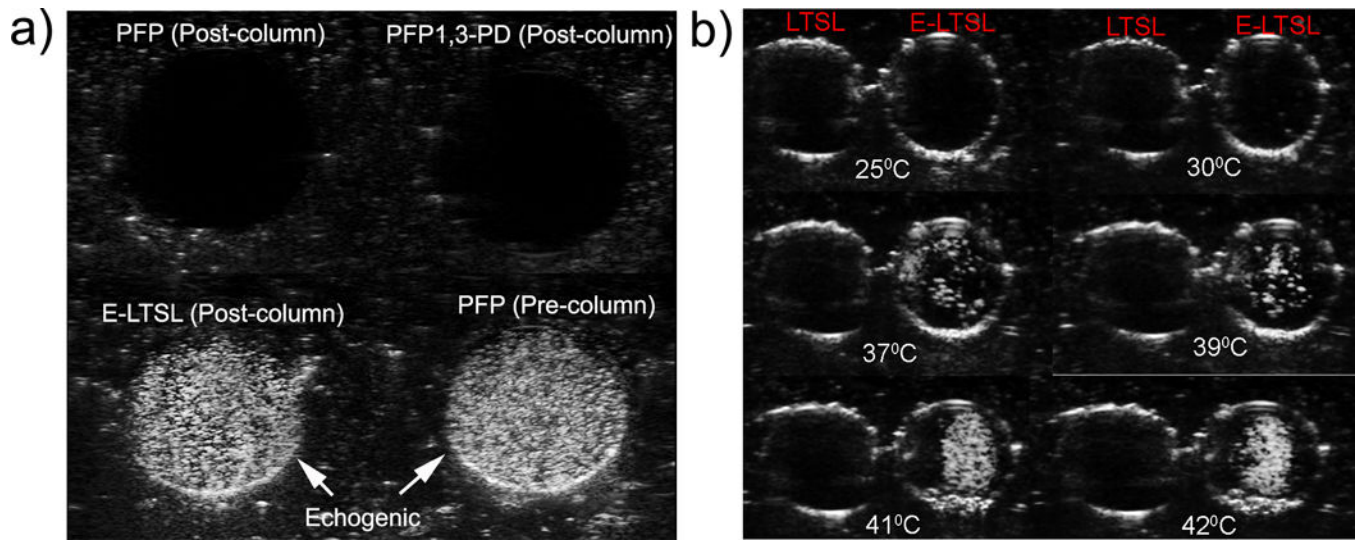 a)
PFP (Post-column)
PFP1,3-PD (Post-column)
E-LTSL (Post-column)
PFP (Pre-column)
Echogenic
b)
LTSL
E-LTSL
LTSL
E-LTSL
25⁰C
30⁰C
37⁰C
39⁰C
41⁰C
42⁰C